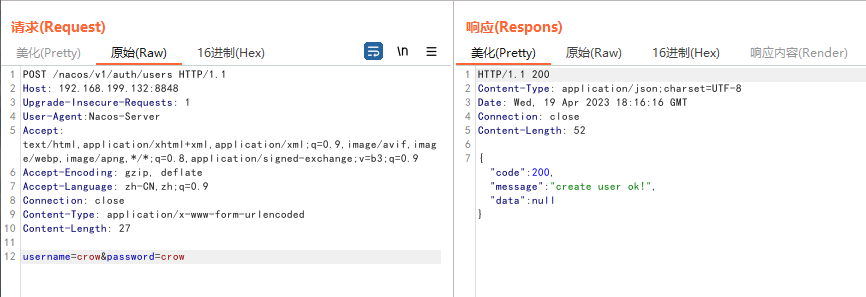 请求(Request)
美化(Pretty) 原始(Raw) 16进制(Hex) \n
1 POST /nacos/v1/auth/users HTTP/1.1
2 Host: 192.168.199.132:8848
3 Upgrade-Insecure-Requests: 1
4 User-Agent:Nacos-Server
5 Accept:
text/html,application/xhtml+xml,application/xml;q=0.9,image/avif,imag
e/webp,image/apng,*/*;q=0.8,application/signed-exchange;v=b3;q=0.9
6 Accept-Encoding: gzip, deflate
7 Accept-Language: zh-CN,zh;q=0.9
8 Connection: close
9 Content-Type: application/x-www-form-urlencoded
10 Content-Length: 27
11
12 username=crow&password=crow
响应(Respons)
美化(Pretty) 原始(Raw) 16进制(Hex) 响应内容(Render)
1 HTTP/1.1 200
2 Content-Type: application/json;charset=UTF-8
3 Date: Wed, 19 Apr 2023 18:16:16 GMT
4 Connection: close
5 Content-Length: 52
6
7 {
"code":200,
"message":"create user ok!",
"data":null
}